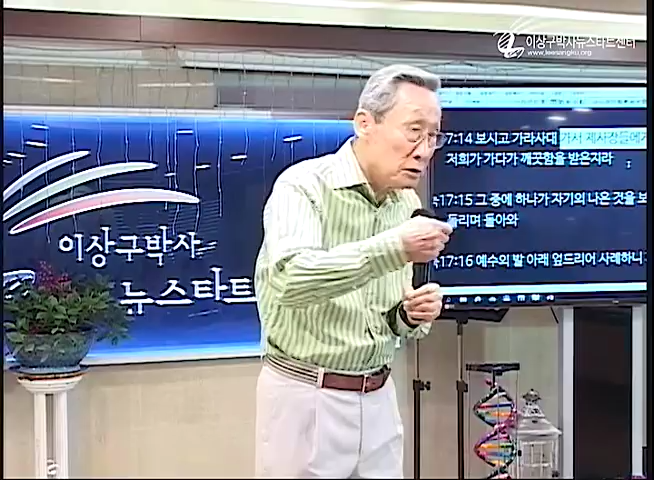 이상구박사뉴스타트센터
www.leesangku.org
이상구박사
뉴스타트
17:14 보시고 가라사대 가서 제사장들에게
저희가 가다가 깨끗함을 받은지라
17:15 그 중에 하나가 자기의 나은 것을 보
돌리며 돌아와
17:16 예수의 발 아래 엎드리어 사례하니